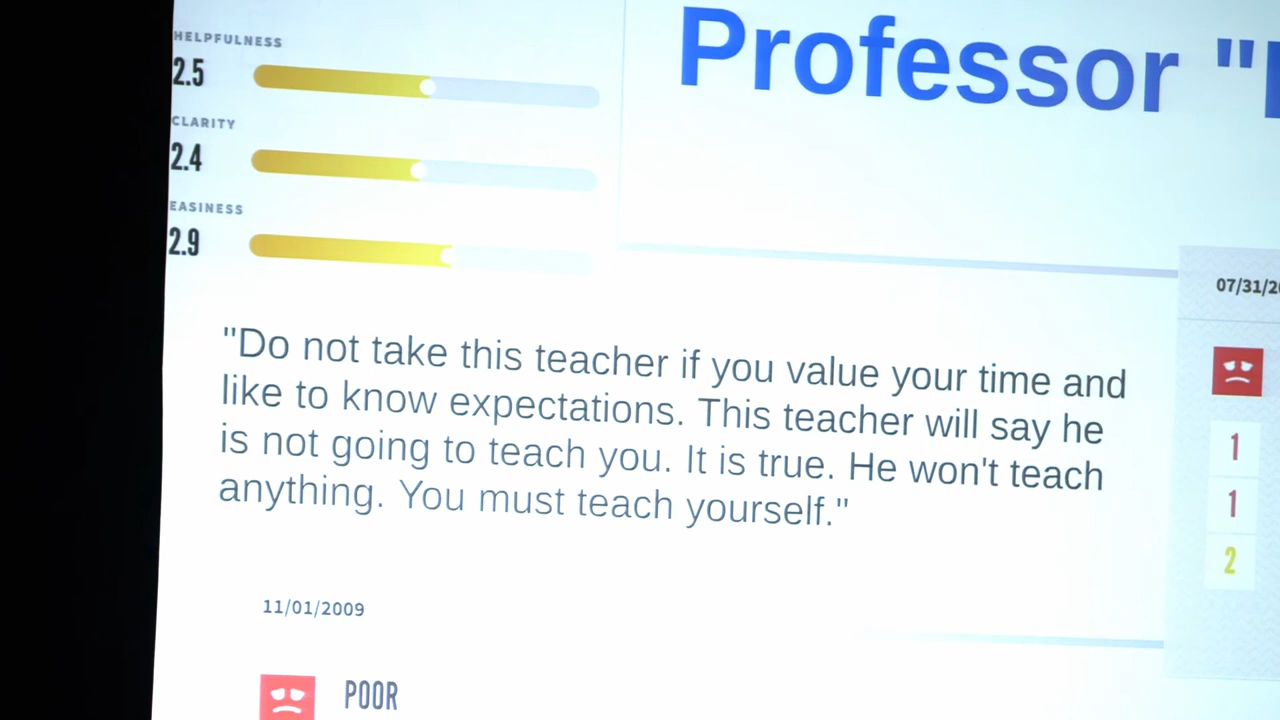 HELPFULNESS
2.5
CLARITY
2.4
EASINESS
2.9
Professor "
"Do not take this teacher if you value your time and
like to know expectations. This teacher will say he
is not going to teach you. It is true. He won't teach
anything. You must teach yourself."
11/01/2009
POOR
07/31/2
1
1
2